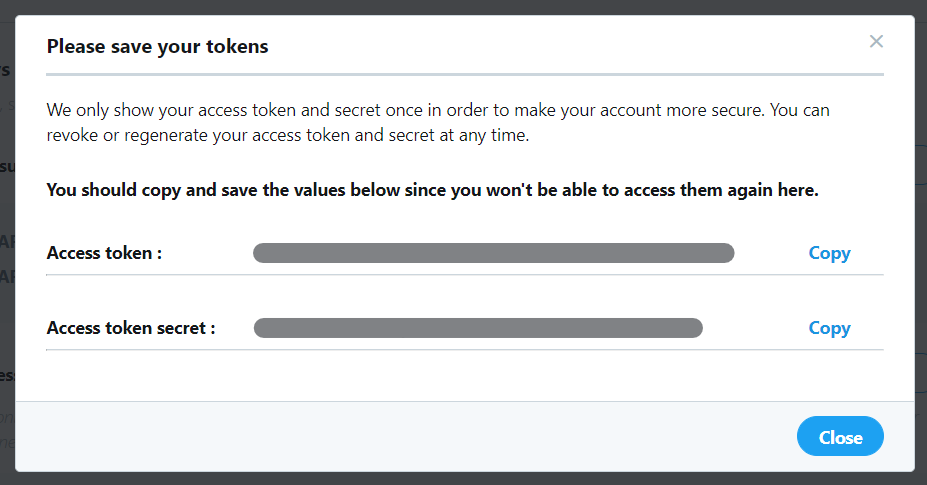 Please save your tokens
We only show your access token and secret once in order to make your account more secure. You can
revoke or regenerate your access token and secret at any time.
You should copy and save the values below since you won't be able to access them again here.
Access token :
Copy
Access token secret :
Copy
Close